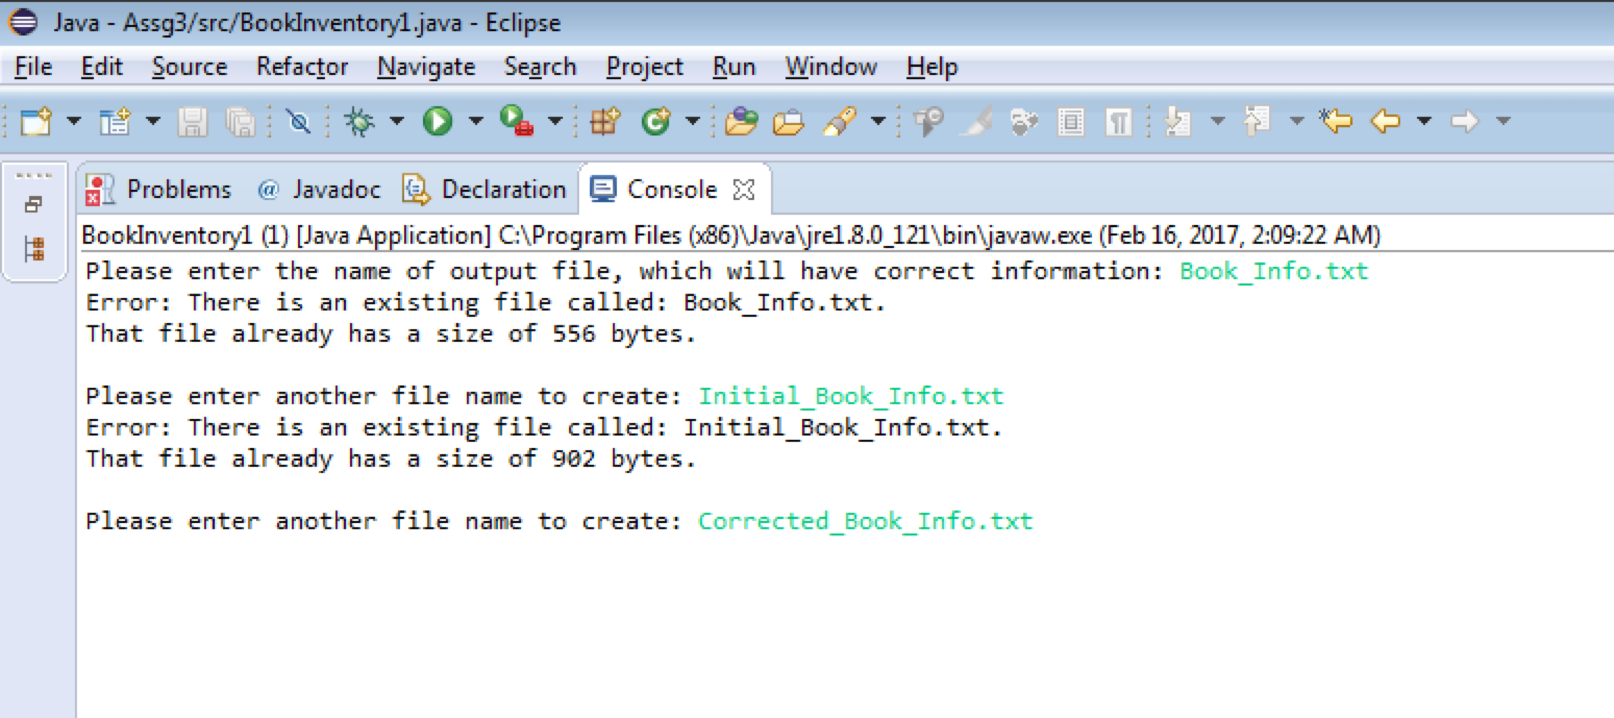 Java - Assg3/src/BookInventory1.java - Eclipse
File Edit Source Refactor Navigate Search Project Run Window Help
Problems @ Javadoc Declaration Console
BookInventory1 (1) [Java Application] C:\Program Files (x86)\Java\jre1.8.0_121\bin\javaw.exe (Feb 16, 2017, 2:09:22 AM)
Please enter the name of output file, which will have correct information: Book_Info.txt
Error: There is an existing file called: Book_Info.txt.
That file already has a size of 556 bytes.
Please enter another file name to create: Initial_Book_Info.txt
Error: There is an existing file called: Initial_Book_Info.txt.
That file already has a size of 902 bytes.
Please enter another file name to create: Corrected_Book_Info.txt